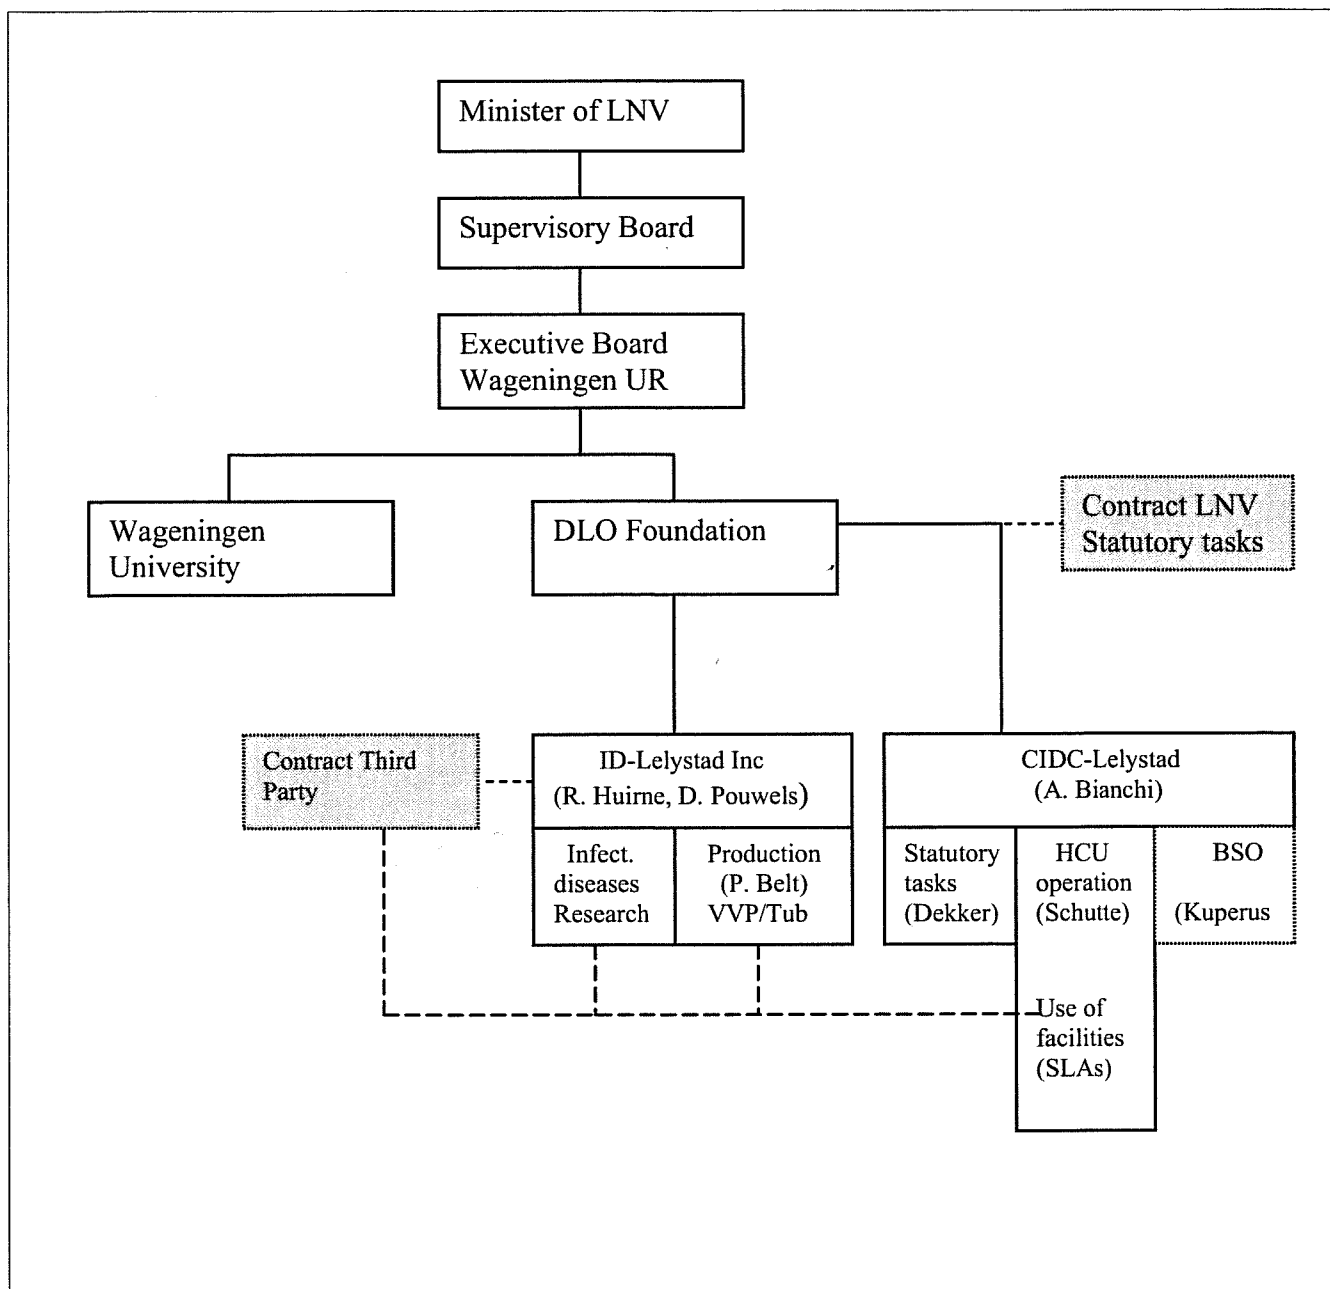 Minister of LNV
Supervisory Board
Executive Board
Wageningen UR
Wageningen
University
DLO Foundation
Contract LNV
Statutory tasks
Contract Third
Party
ID-Lelystad Inc
(R. Huirne, D. Pouwels)
Infect.
diseases
Research
Production
(P. Belt)
VVP/Tub
CIDC-Lelystad
(A. Bianchi)
Statutory
tasks
(Dekker)
HCU
operation
(Schutte)
Use of
facilities
(SLAs)
BSO
(Kuperus